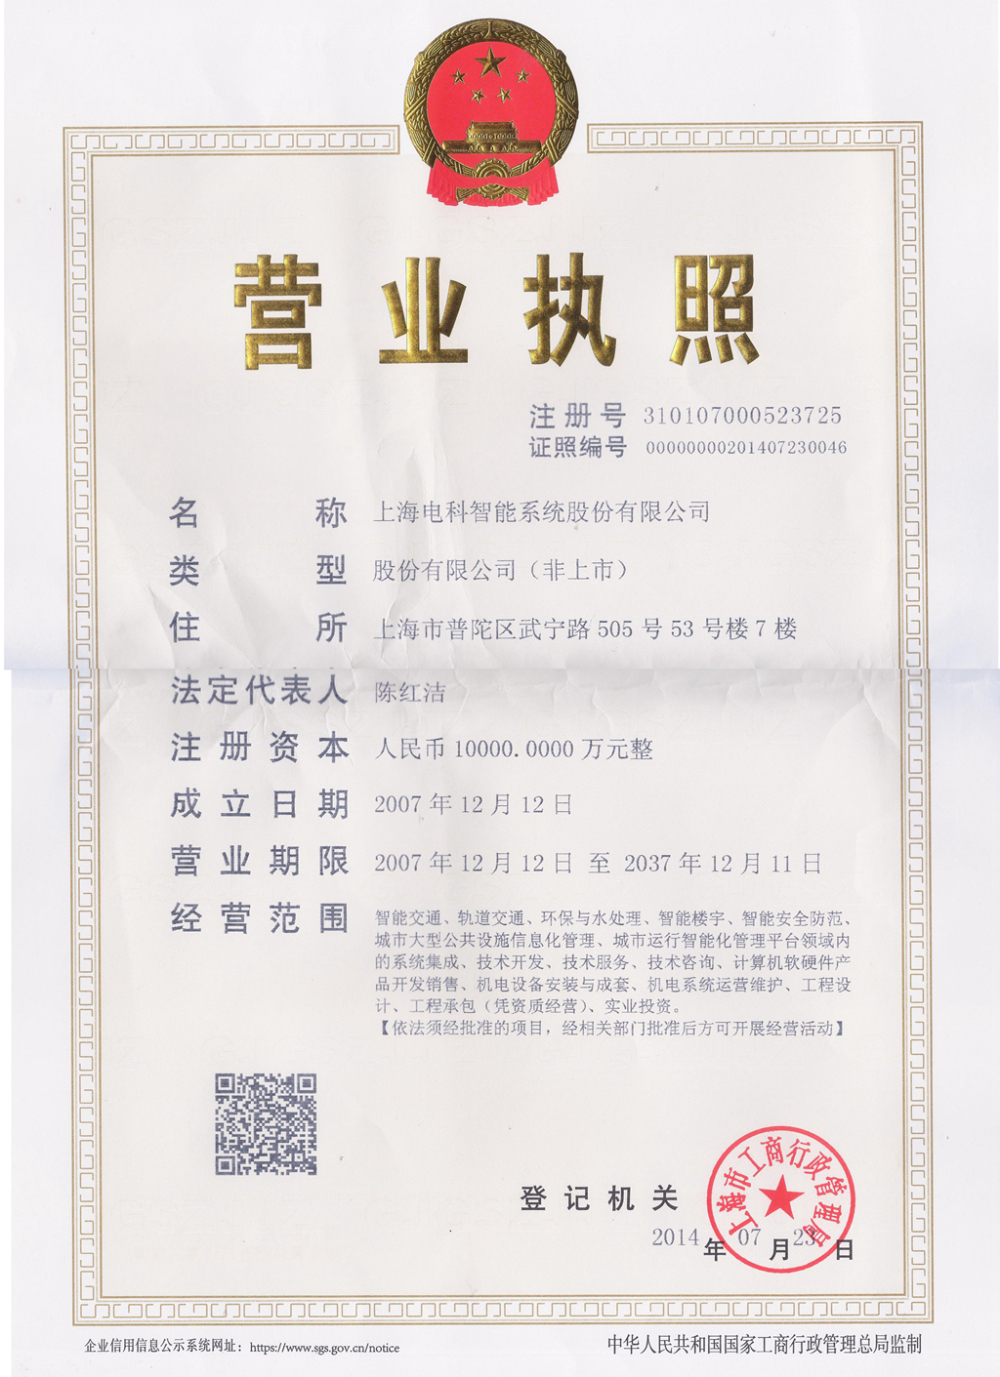 营业执照
注册号 310107000523725
证照编号 00000000201407230046
名称 上海电科智能系统股份有限公司
类型 股份有限公司（非上市）
住所 上海市普陀区武宁路 505 号 53 号楼 7 楼
法定代表人 陈红洁
注册资本 人民币 10000.0000 万元整
成立日期 2007 年 12 月 12 日
营业期限 2007 年 12 月 12 日 至 2037 年 12 月 11 日
经营范围 智能交通、轨道交通、环保与水处理、智能楼宇、智能安全防范、
城市大型公共设施信息化管理、城市运行智能化管理平台领域内
的系统集成、技术开发、技术服务、技术咨询、计算机软硬件产
品开发销售、机电设备安装与成套、机电系统运营维护、工程设
计、工程承包（凭资质经营）、实业投资。
【依法须经批准的项目，经相关部门批准后方可开展经营活动】
登记机关
上海市工商行政管理局
2014 年 07 月 23 日
企业信用信息公示系统网址：https://www.sgs.gov.cn/notice
中华人民共和国国家工商行政管理总局监制